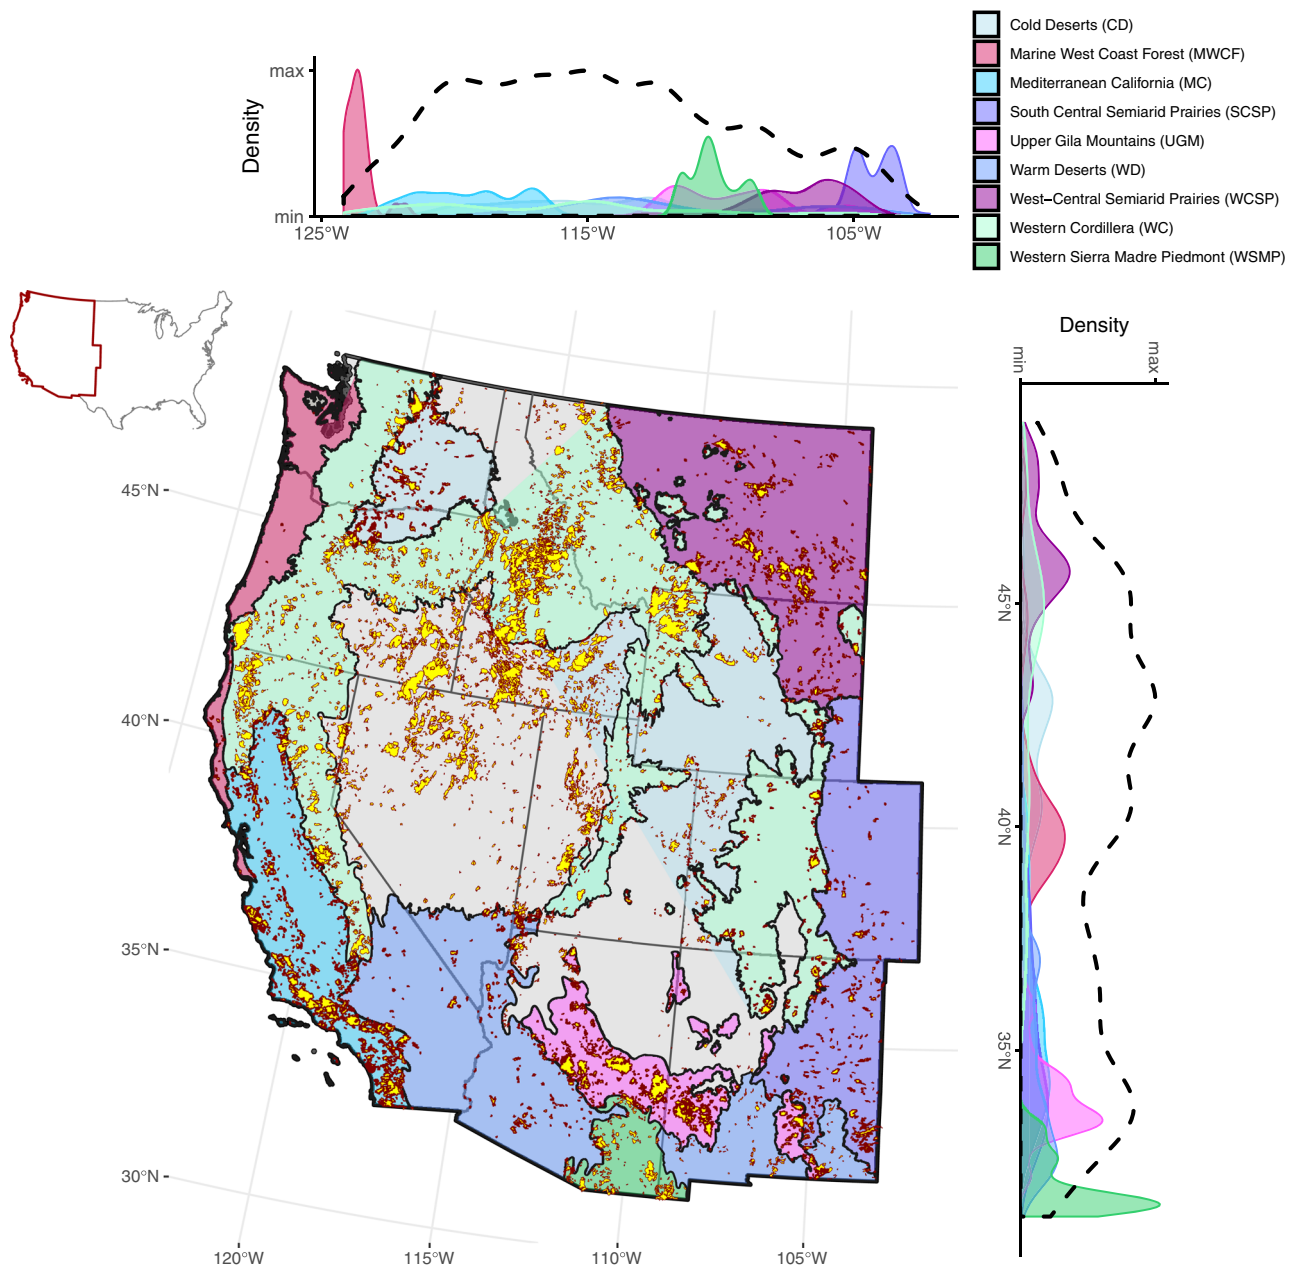 Cold Deserts (CD)
Marine West Coast Forest (MWCF)
Mediterranean California (MC)
South Central Semiarid Prairies (SCSP)
Upper Gila Mountains (UGM)
Warm Deserts (WD)
West–Central Semiarid Prairies (WCSP)
Western Cordillera (WC)
Western Sierra Madre Piedmont (WSMP)
Density
max
min
125°W 115°W 105°W
Density
min max
45°N
40°N
35°N
30°N
120°W 115°W 110°W 105°W
45°N
40°N
35°N